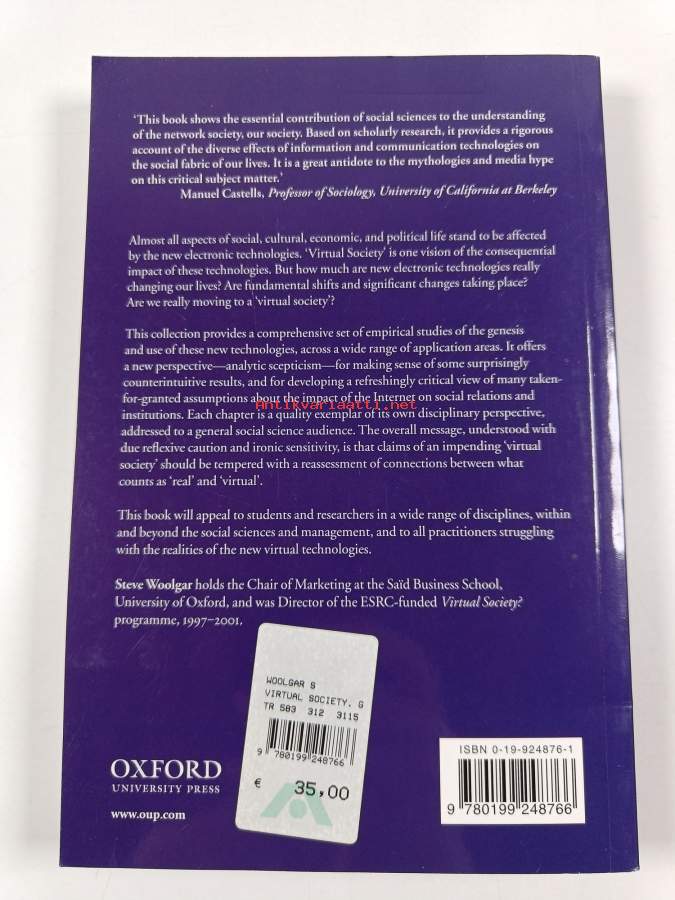 ‘This book shows the essential contribution of social sciences to the understanding
of the network society, our society. Based on scholarly research, it provides a rigorous
account of the diverse effects of information and communication technologies on
the social fabric of our lives. It is a great antidote to the mythologies and media hype
on this critical subject matter.’
Manuel Castells, Professor of Sociology, University of California at Berkeley
Almost all aspects of social, cultural, economic, and political life stand to be affected
by the new electronic technologies. ‘Virtual Society’ is one vision of the consequential
impact of these technologies. But how much are new electronic technologies really
changing our lives? Are fundamental shifts and significant changes taking place?
Are we really moving to a ‘virtual society’?
This collection provides a comprehensive set of empirical studies of the genesis
and use of these new technologies, across a wide range of application areas. It offers
a new perspective—analytic scepticism—for making sense of some surprisingly
counterintuitive results, and for developing a refreshingly critical view of many taken-
for-granted assumptions about the impact of the Internet on social relations and
Antikvariaatti.net
institutions. Each chapter is a quality exemplar of its own disciplinary perspective,
addressed to a general social science audience. The overall message, understood with
due reflexive caution and ironic sensitivity, is that claims of an impending ‘virtual
society’ should be tempered with a reassessment of connections between what
counts as ‘real’ and ‘virtual’.
This book will appeal to students and researchers in a wide range of disciplines, within
and beyond the social sciences and management, and to all practitioners struggling
with the realities of the new virtual technologies.
Steve Woolgar holds the Chair of Marketing at the Saïd Business School,
University of Oxford, and was Director of the ESRC-funded Virtual Society?
programme, 1997–2001.
WOOLGAR S
VIRTUAL SOCIETY. G
TR 583 312 3115
9 780199 248766
€ 35,00
OXFORD
UNIVERSITY PRESS
www.oup.com
ISBN 0-19-924876-1
9 780199 248766